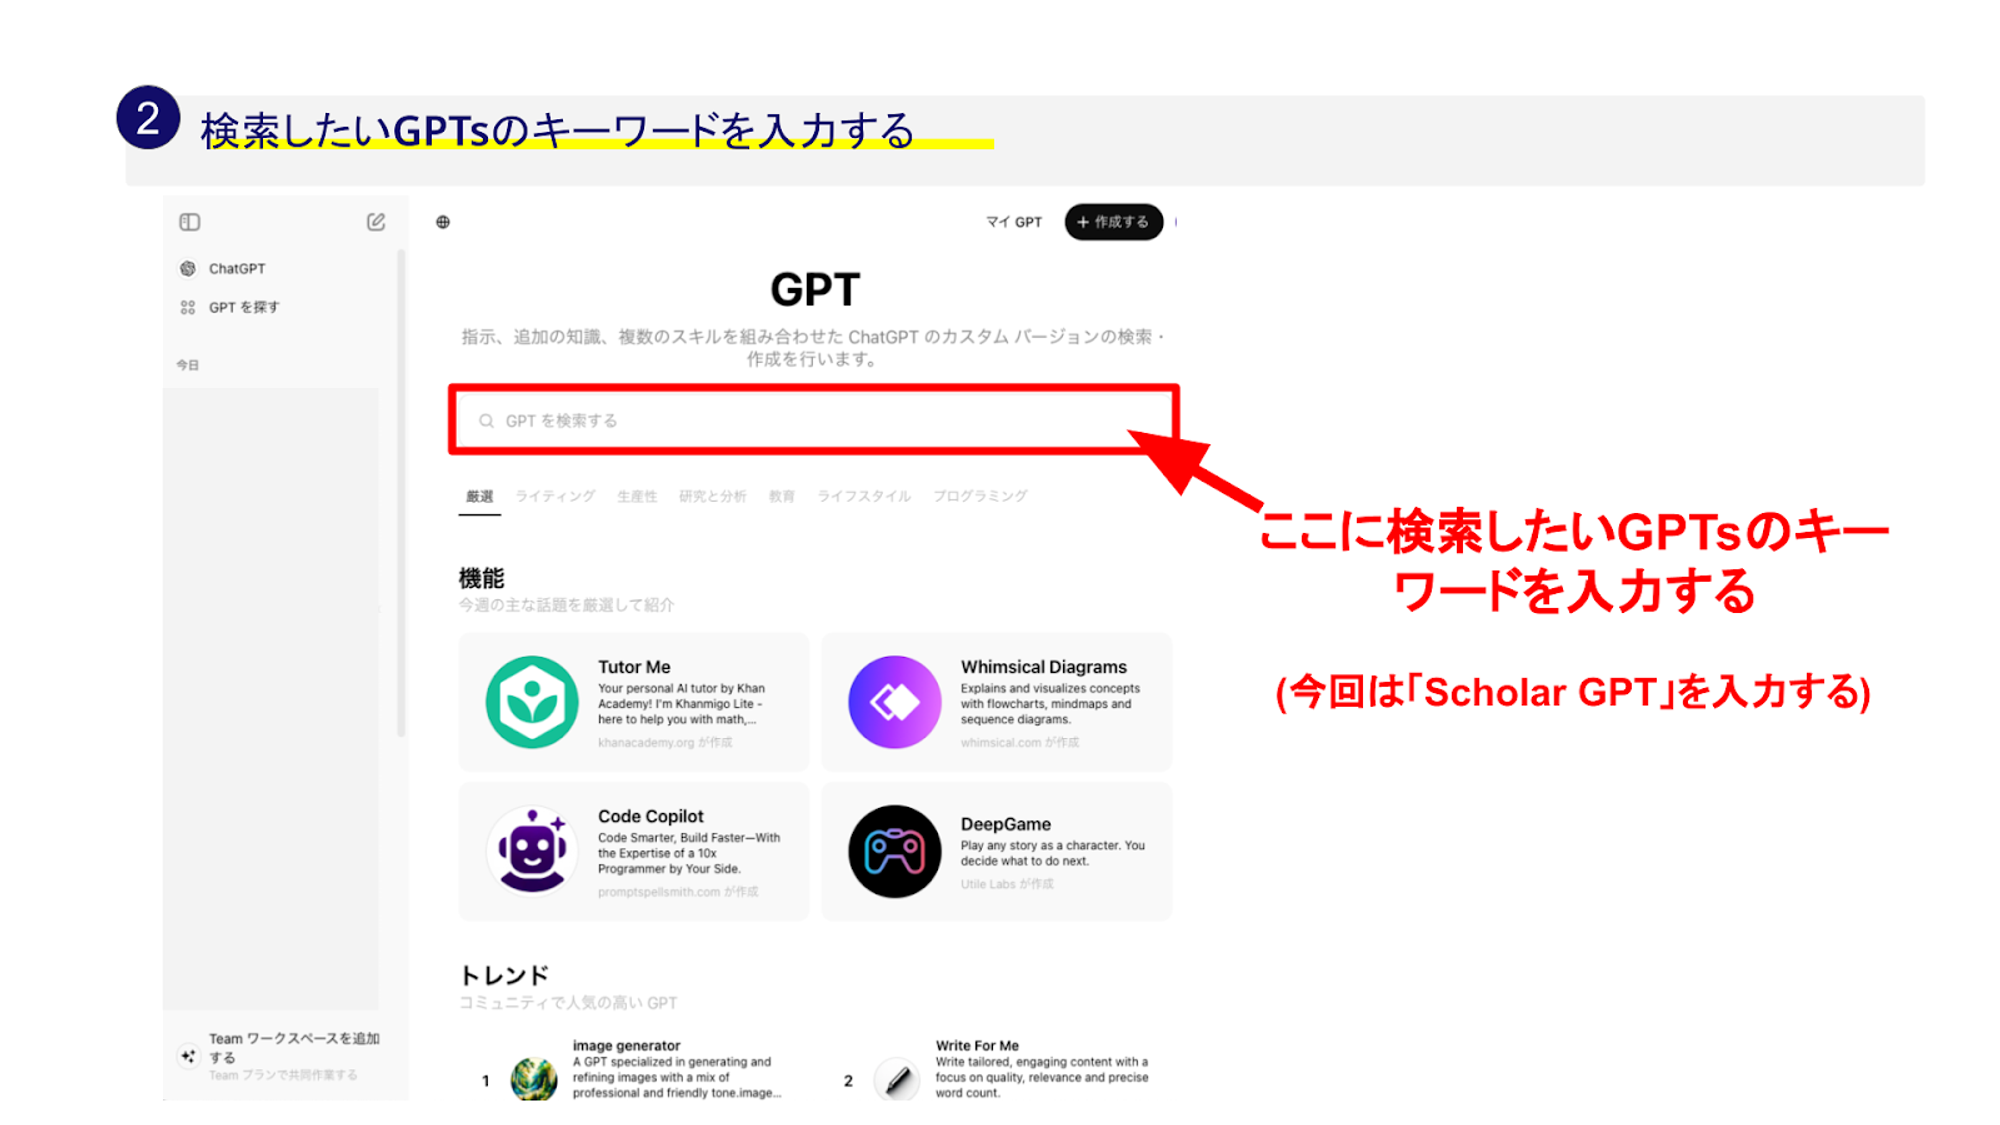 2
検索したいGPTsのキーワードを入力する
ChatGPT
GPT を探す
今日
Team ワークスペースを追加
する
Team プランで共同作業する
マイ GPT
+ 作成する
GPT
指示、追加の知識、複数のスキルを組み合わせた ChatGPT のカスタム バージョンの検索・
作成を行います。
GPT を検索する
厳選 ライティング 生産性 研究と分析 教育 ライフスタイル プログラミング
機能
今週の主な話題を厳選して紹介
Tutor Me
Your personal AI tutor by Khan
Academy! I'm Khanmigo Lite -
here to help you with math,...
khanacademy.org が作成
Whimsical Diagrams
Explains and visualizes concepts
with flowcharts, mindmaps and
sequence diagrams.
whimsical.com が作成
Code Copilot
Code Smarter, Build Faster—With
the Expertise of a 10x
Programmer by Your Side.
promptspellsmith.com が作成
DeepGame
Play any story as a character. You
decide what to do next.
Utile Labs が作成
トレンド
コミュニティで人気の高い GPT
1
image generator
A GPT specialized in generating and
refining images with a mix of
professional and friendly tone.image...
2
Write For Me
Write tailored, engaging content with a
focus on quality, relevance and precise
word count.
ここに検索したいGPTsのキー
ワードを入力する
(今回は「Scholar GPT」を入力する)